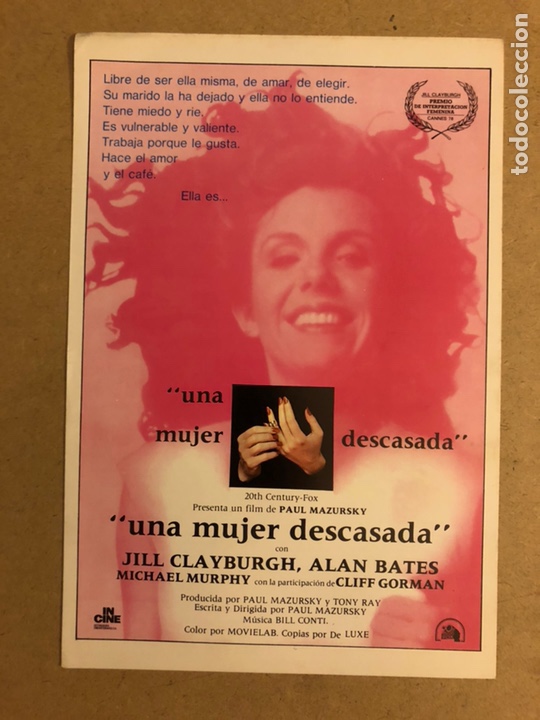 Libre de ser ella misma, de amar, de elegir.
Su marido la ha dejado y ella no lo entiende.
Tiene miedo y rie.
Es vulnerable y valiente.
Trabaja porque le gusta.
Hace el amor
y el café.
Ella es...
JILL CLAYBURGH
PREMIO
DE INTERPRETACION
FEMENINA
CANNES 78
"una
mujer descasada"
20th Century-Fox
Presenta un film de PAUL MAZURSKY
"una mujer descasada"
con
JILL CLAYBURGH, ALAN BATES
MICHAEL MURPHY con la participación de CLIFF GORMAN
Producida por PAUL MAZURSKY y TONY RAY
Escrita y Dirigida por PAUL MAZURSKY
Música BILL CONTI.
Color por MOVIELAB. Copias por De LUXE
IN
CINE
todocoleccion